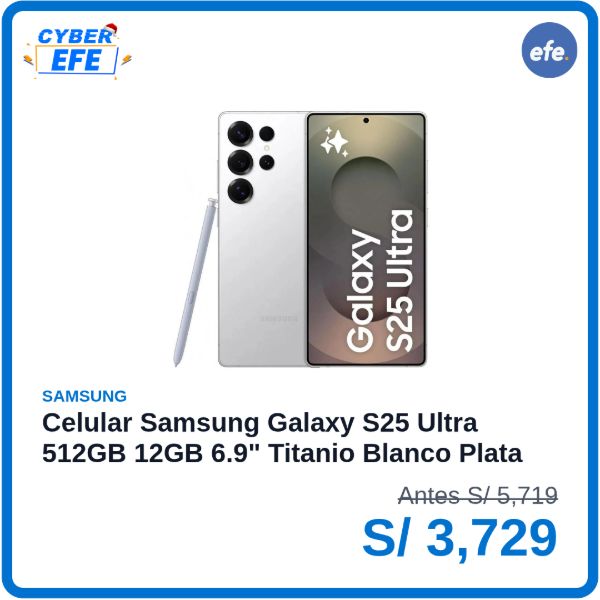 CYBER
EFE
efe.
Galaxy
S25 Ultra
SAMSUNG
SAMSUNG
Celular Samsung Galaxy S25 Ultra
512GB 12GB 6.9" Titanio Blanco Plata
Antes S/ 5,719
S/ 3,729